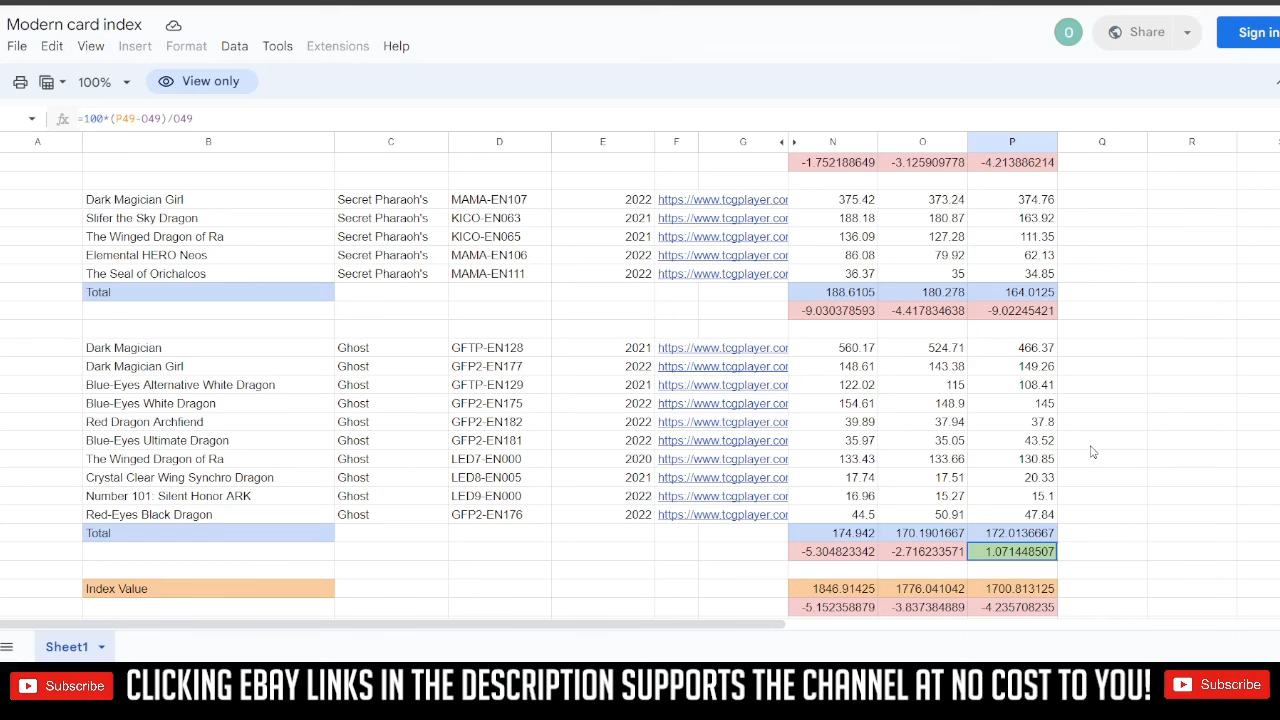 Modern card index
File Edit View Insert Format Data Tools Extensions Help
O Share Sign in
100% View only
fx =100*(P49-O49)/O49
A B C D E F G N O P Q R
-1.752188649 -3.125909778 -4.213886214
Dark Magician Girl Secret Pharaoh's MAMA-EN107 2022 https://www.tcgplayer.cor 375.42 373.24 374.76
Slifer the Sky Dragon Secret Pharaoh's KICO-EN063 2021 https://www.tcgplayer.cor 188.18 180.87 163.92
The Winged Dragon of Ra Secret Pharaoh's KICO-EN065 2021 https://www.tcgplayer.cor 136.09 127.28 111.35
Elemental HERO Neos Secret Pharaoh's MAMA-EN106 2022 https://www.tcgplayer.cor 86.08 79.92 62.13
The Seal of Orichalcos Secret Pharaoh's MAMA-EN111 2022 https://www.tcgplayer.cor 36.37 35 34.85
Total 188.6105 180.278 164.0125
-9.030378593 -4.417834638 -9.02245421
Dark Magician Ghost GFTP-EN128 2021 https://www.tcgplayer.cor 560.17 524.71 466.37
Dark Magician Girl Ghost GFP2-EN177 2022 https://www.tcgplayer.cor 148.61 143.38 149.26
Blue-Eyes Alternative White Dragon Ghost GFTP-EN129 2021 https://www.tcgplayer.cor 122.02 115 108.41
Blue-Eyes White Dragon Ghost GFP2-EN175 2022 https://www.tcgplayer.cor 154.61 148.9 145
Red Dragon Archfiend Ghost GFP2-EN182 2022 https://www.tcgplayer.cor 39.89 37.94 37.8
Blue-Eyes Ultimate Dragon Ghost GFP2-EN181 2022 https://www.tcgplayer.cor 35.97 35.05 43.52
The Winged Dragon of Ra Ghost LED7-EN000 2020 https://www.tcgplayer.cor 133.43 133.66 130.85
Crystal Clear Wing Synchro Dragon Ghost LED8-EN005 2021 https://www.tcgplayer.cor 17.74 17.51 20.33
Number 101: Silent Honor ARK Ghost LED9-EN000 2022 https://www.tcgplayer.cor 16.96 15.27 15.1
Red-Eyes Black Dragon Ghost GFP2-EN176 2022 https://www.tcgplayer.cor 44.5 50.91 47.84
Total 174.942 170.1901667 172.0136667
-5.304823342 -2.716233571 1.071448507
Index Value 1846.91425 1776.041042 1700.813125
-5.152358879 -3.837384889 -4.235708235
Sheet1
Subscribe CLICKING EBAY LINKS IN THE DESCRIPTION SUPPORTS THE CHANNEL AT NO COST TO YOU! Subscribe